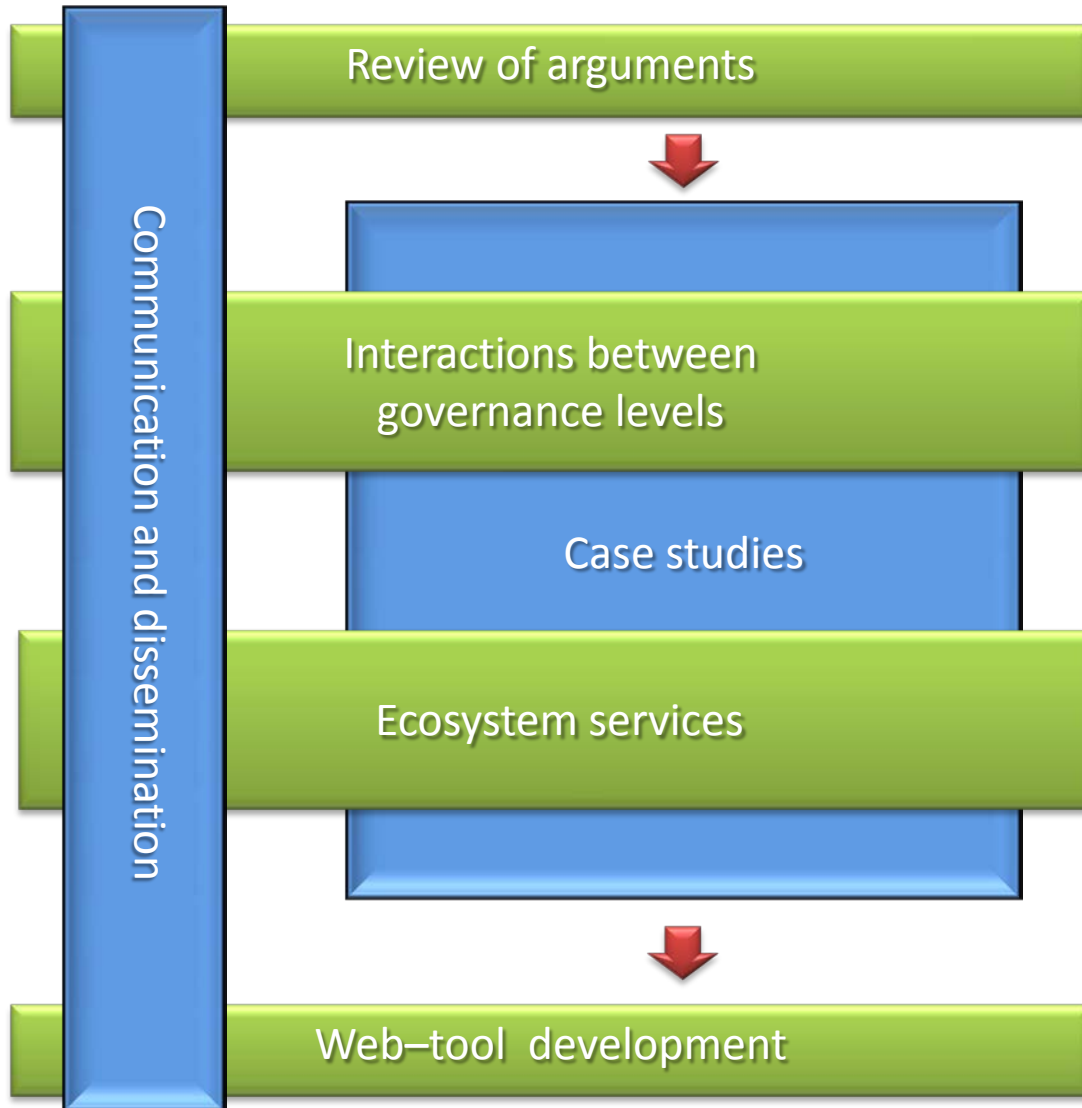 Review of arguments
Communication and dissemination
Interactions between
governance levels
Case studies
Ecosystem services
Web–tool development